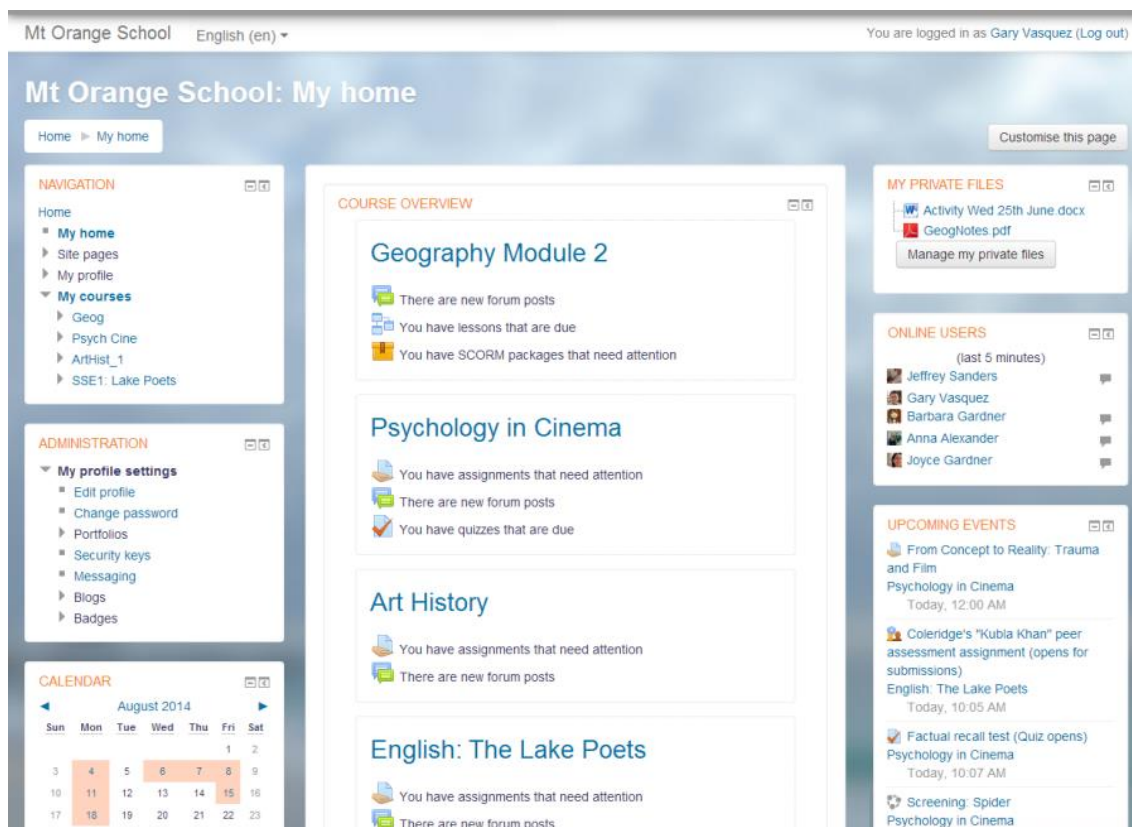 Mt Orange School
English (en)
You are logged in as Gary Vasquez (Log out)
Mt Orange School: My home
Home My home
Customise this page
NAVIGATION
Home
My home
Site pages
My profile
My courses
Geog
Psych Cine
ArtHist_1
SSE1: Lake Poets
ADMINISTRATION
My profile settings
Edit profile
Change password
Portfolios
Security keys
Messaging
Blogs
Badges
CALENDAR
August 2014
Sun Mon Tue Wed Thu Fri Sat
1 2
3 4 5 6 7 8 9
10 11 12 13 14 15 16
17 18 19 20 21 22 23
COURSE OVERVIEW
Geography Module 2
There are new forum posts
You have lessons that are due
You have SCORM packages that need attention
Psychology in Cinema
You have assignments that need attention
There are new forum posts
You have quizzes that are due
Art History
You have assignments that need attention
There are new forum posts
English: The Lake Poets
You have assignments that need attention
There are new forum posts
MY PRIVATE FILES
Activity Wed 25th June.docx
GeogNotes.pdf
Manage my private files
ONLINE USERS
(last 5 minutes)
Jeffrey Sanders
Gary Vasquez
Barbara Gardner
Anna Alexander
Joyce Gardner
UPCOMING EVENTS
From Concept to Reality: Trauma
and Film
Psychology in Cinema
Today, 12:00 AM
Coleridge's "Kubla Khan" peer
assessment assignment (opens for
submissions)
English: The Lake Poets
Today, 10:05 AM
Factual recall test (Quiz opens)
Psychology in Cinema
Today, 10:07 AM
Screening: Spider
Psychology in Cinema